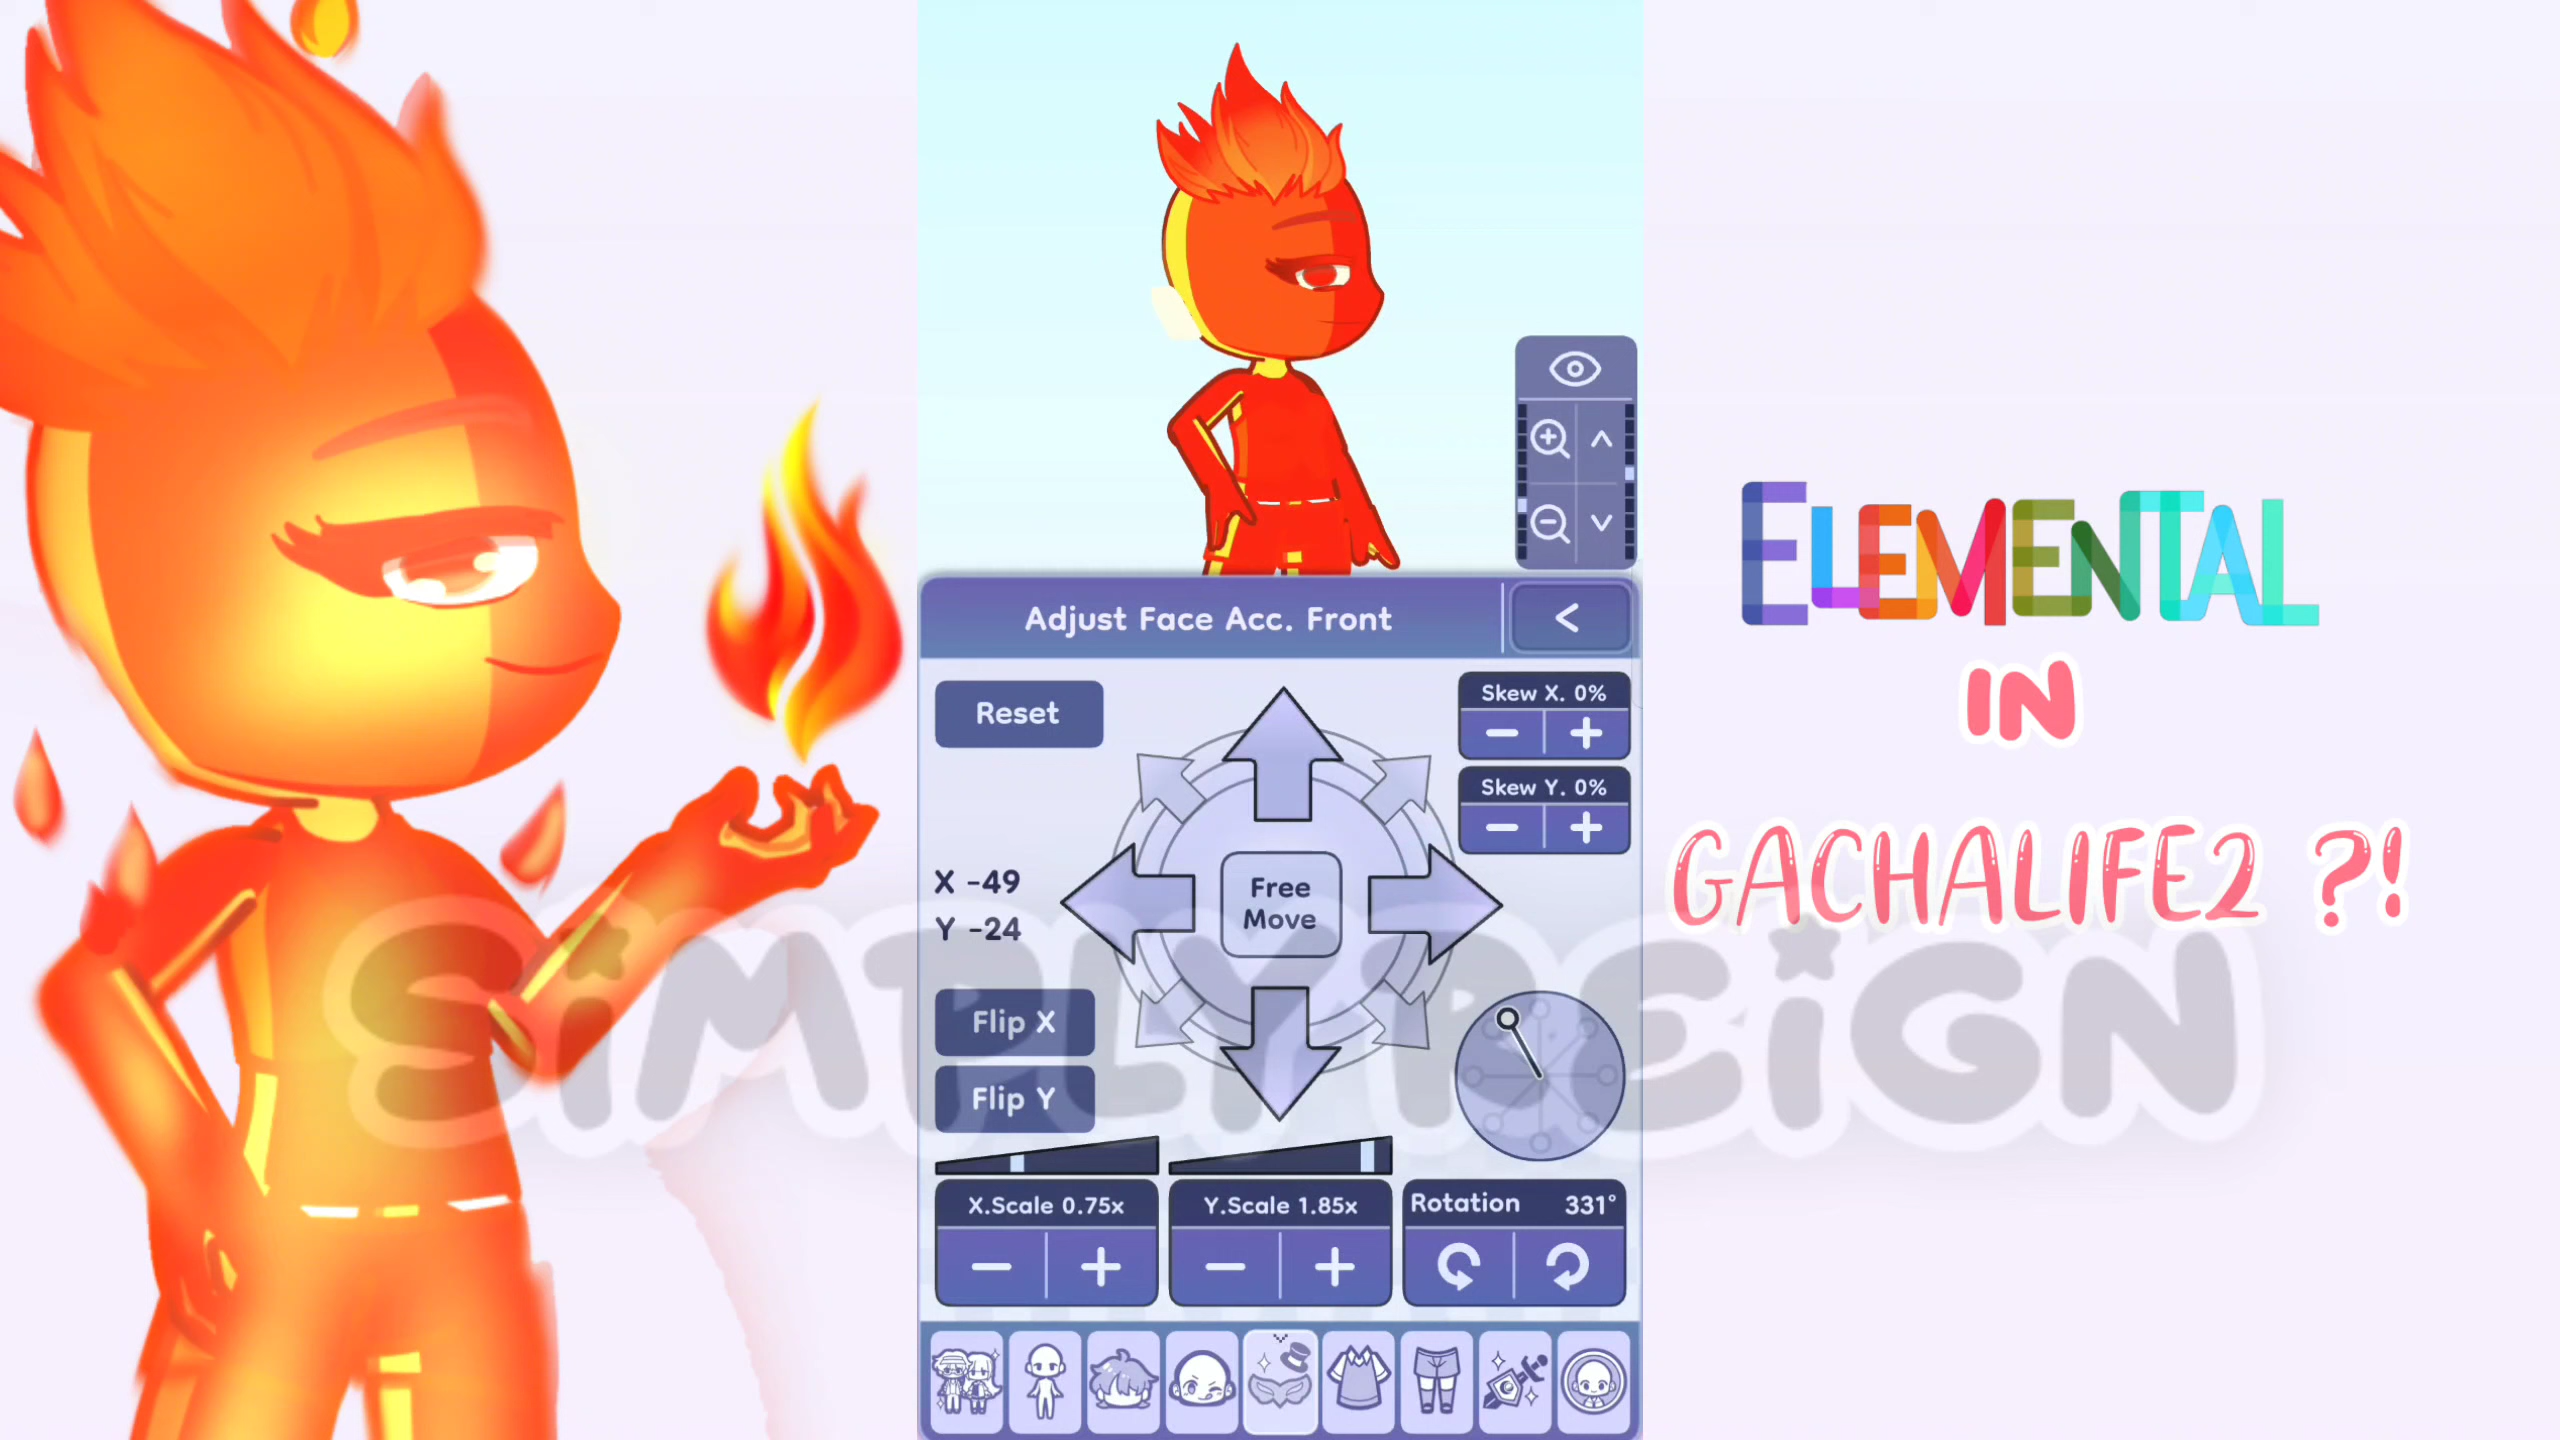 Adjust Face Acc. Front
<
Reset
Skew X. 0%
Skew Y. 0%
X -49
Y -24
Free
Move
Flip X
Flip Y
X.Scale 0.75x
Y.Scale 1.85x
Rotation 331°
ELEMENTAL
IN
GACHALIFE2 ?!
SiMPLYREiGN